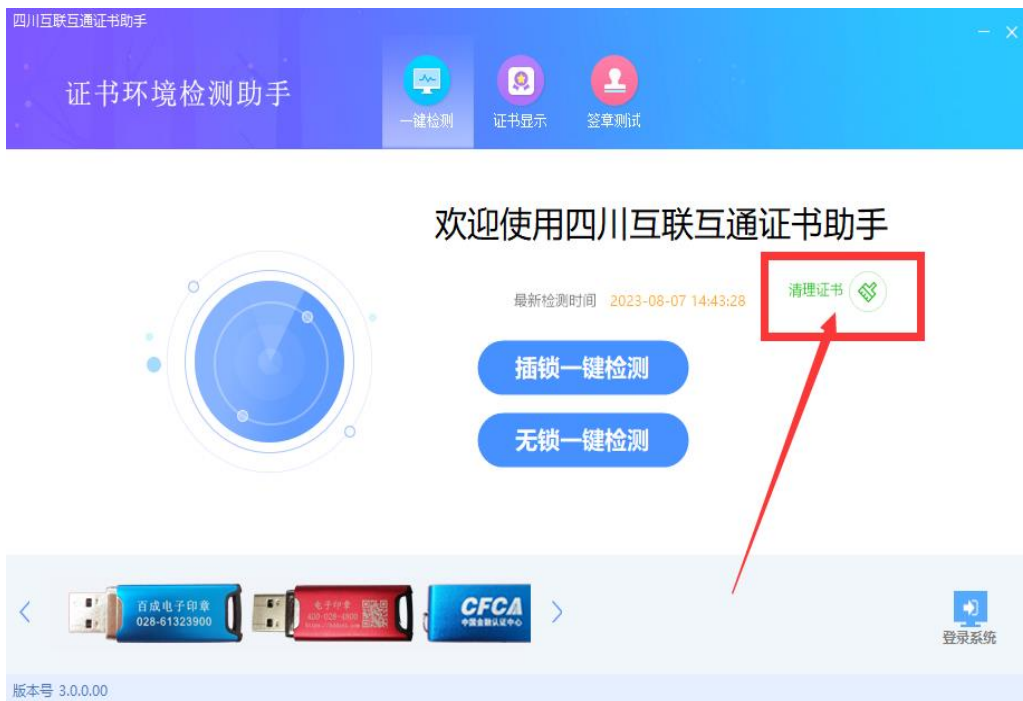 四川互联互通证书助手
证书环境检测助手
一键检测
证书显示
签章测试
欢迎使用四川互联互通证书助手
最新检测时间 2023-08-07 14:43:28
清理证书
插锁一键检测
无锁一键检测
百成电子印章
028-61323900
电子印章
400-028-4900
CFCA
中国金融认证中心
登录系统
版本号 3.0.0.00